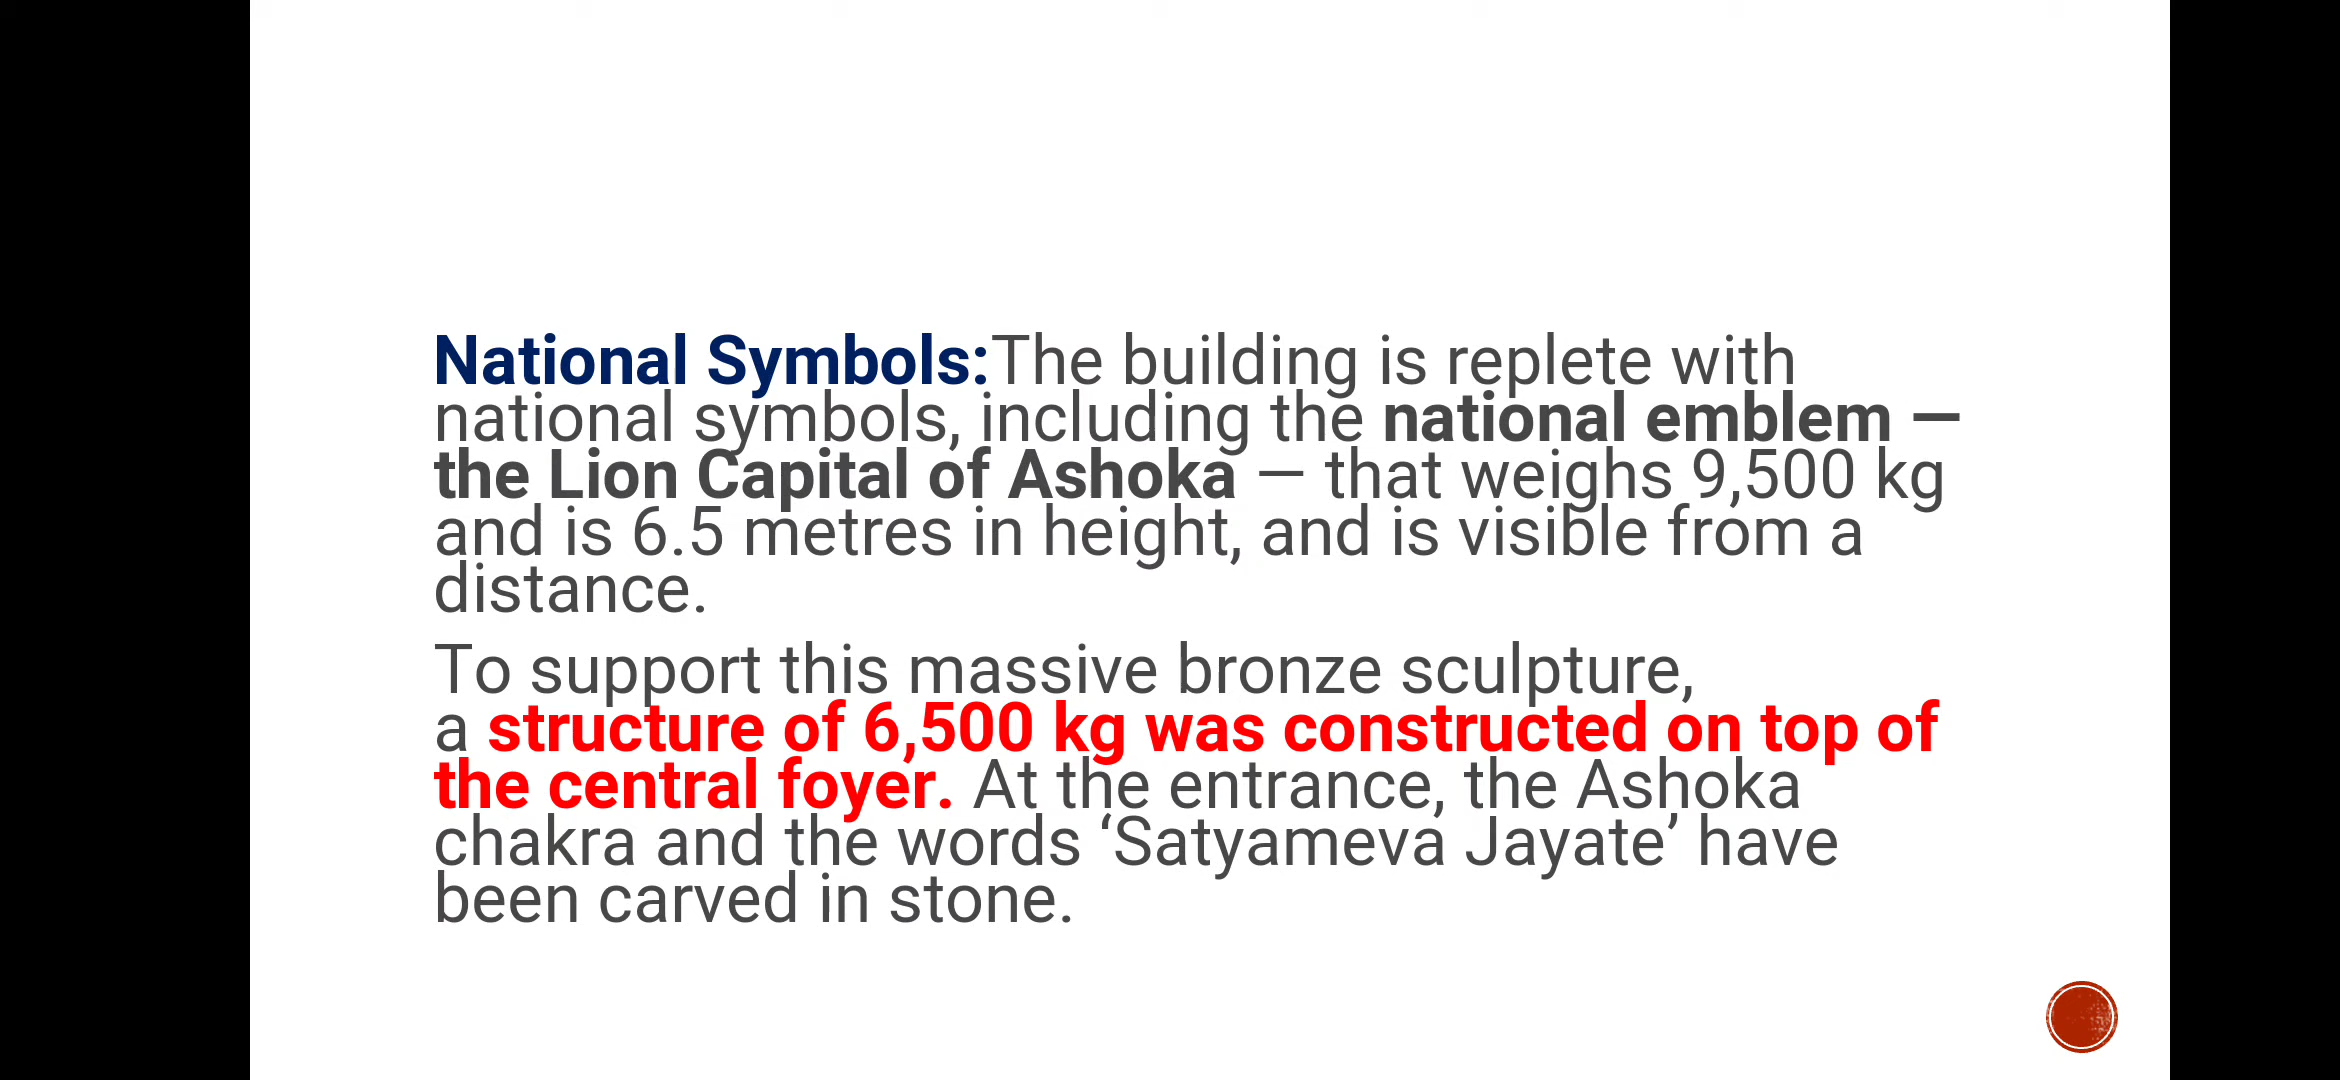 National Symbols:The building is replete with
national symbols, including the national emblem —
the Lion Capital of Ashoka — that weighs 9,500 kg
and is 6.5 metres in height, and is visible from a
distance.
To support this massive bronze sculpture,
a structure of 6,500 kg was constructed on top of
the central foyer. At the entrance, the Ashoka
chakra and the words ‘Satyameva Jayate’ have
been carved in stone.